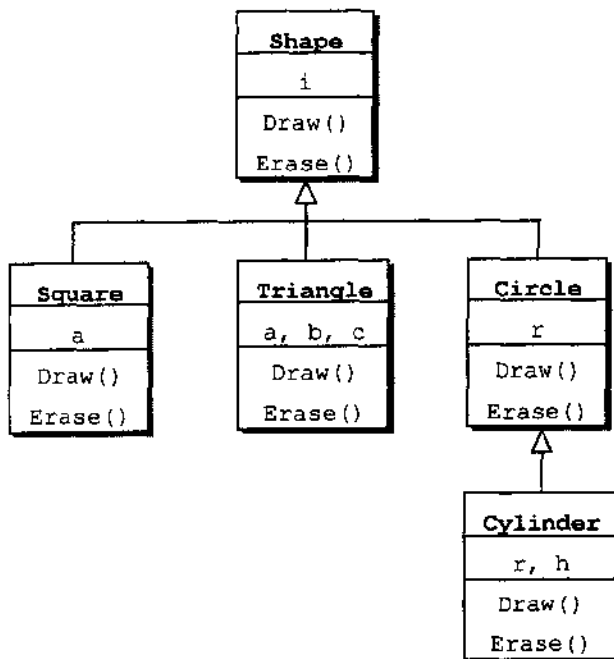 Shape
i
Draw()
Erase()
Square
a
Draw()
Erase()
Triangle
a, b, c
Draw()
Erase()
Circle
r
Draw()
Erase()
Cylinder
r, h
Draw()
Erase()